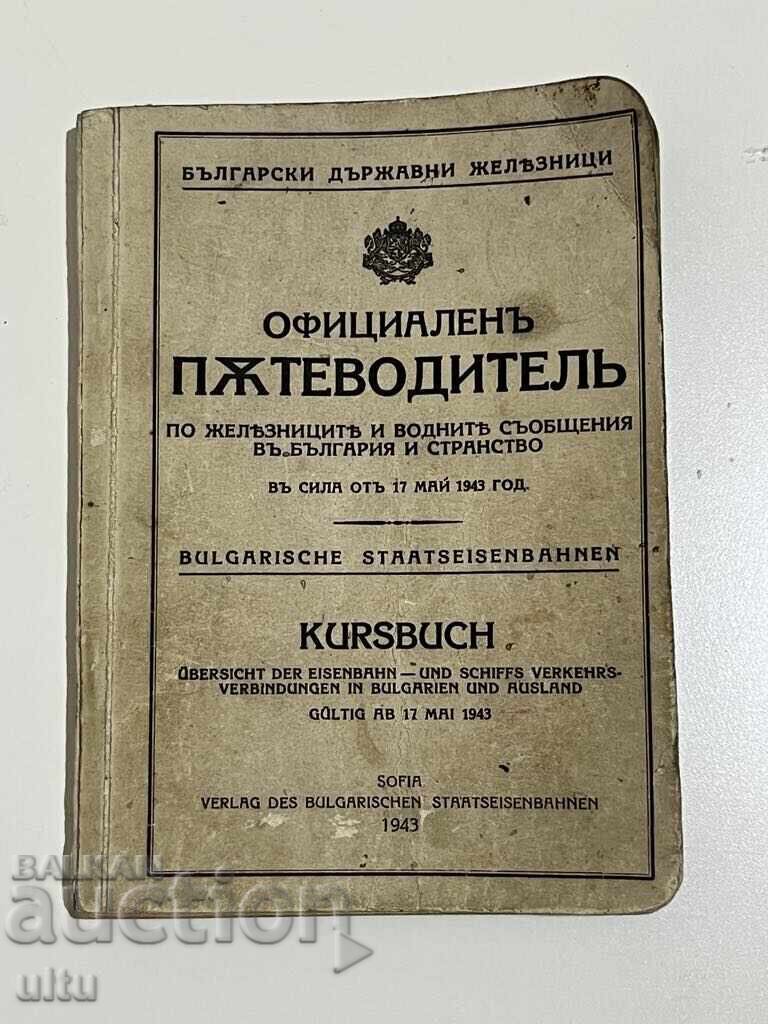 БЪЛГАРСКИ ДЪРЖАВНИ ЖЕЛѢЗНИЦИ
ОФИЦИАЛЕНЪ
ПѪТЕВОДИТЕЛЬ
ПО ЖЕЛѢЗНИЦИТѢ И ВОДНИТѢ СЪОБЩЕНИЯ
ВЪ БЪЛГАРИЯ И СТРАНСТВО
ВЪ СИЛА ОТЪ 17 МАЙ 1943 ГОД.
BULGARISCHE STAATSEISENBAHNEN
KURSBUCH
ÜBERSICHT DER EISENBAHN — UND SCHIFFS VERKEHRS-
VERBINDUNGEN IN BULGARIEN UND AUSLAND
GÜLTIG AB 17 MAI 1943
SOFIA
VERLAG DES BULGARISCHEN STAATSEISENBAHNEN
1943
BALKAN
auction
ultu